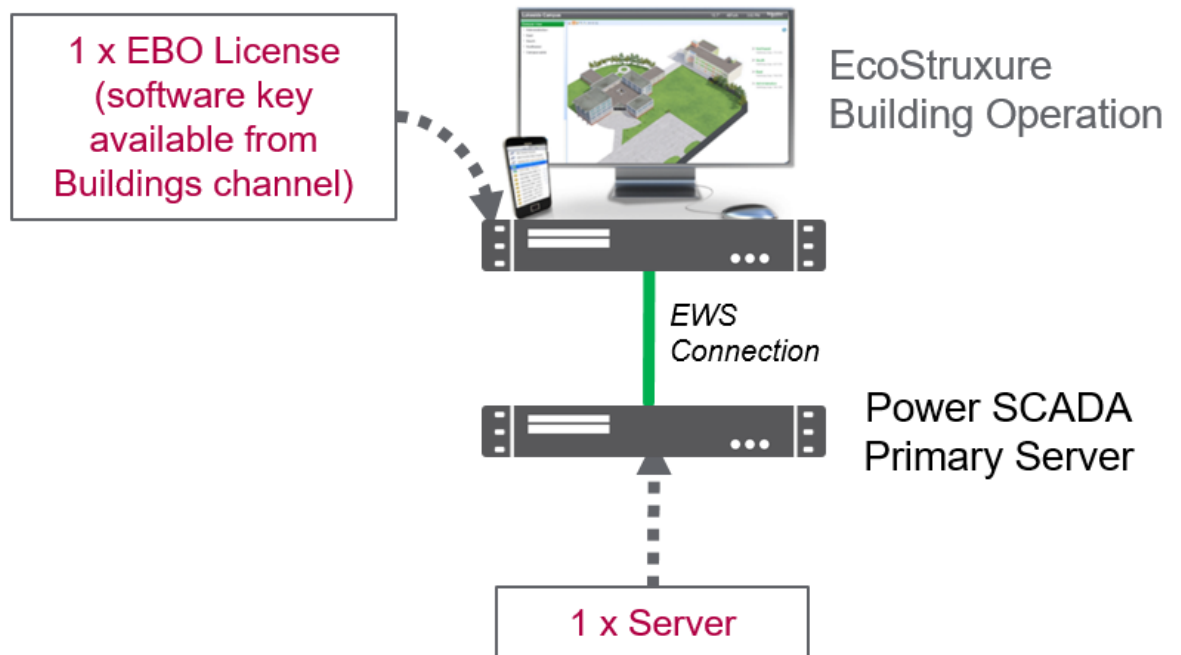 1 x EBO License
(software key
available from
Buildings channel)
EcoStruxure
Building Operation
EWS
Connection
Power SCADA
Primary Server
1 x Server